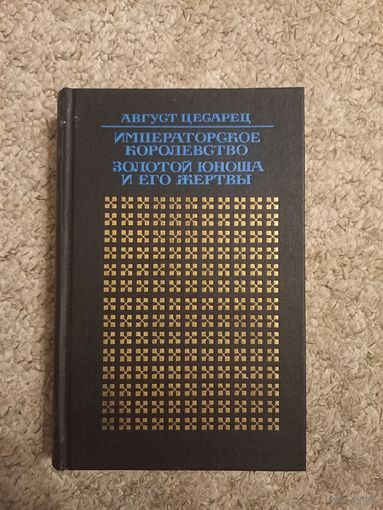 АВГУСТ ЦЕСАРЕЦ
ИМПЕРАТОРСКОЕ
КОРОЛЕВСТВО
ЗОЛОТОЙ ЮНОША
И ЕГО ЖЕРТВЫ